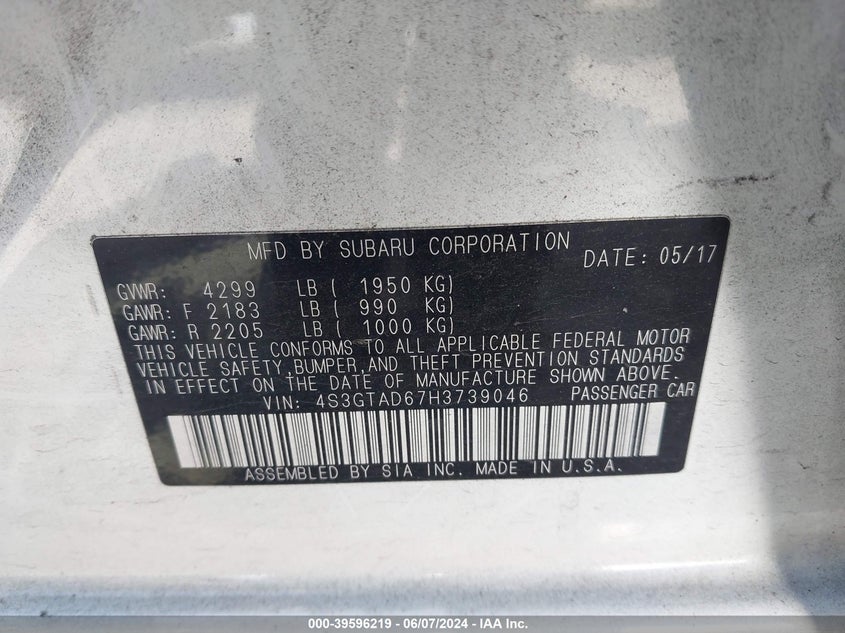 MFD BY SUBARU CORPORATION DATE: 05/17
GVWR: 4299 LB ( 1950 KG)
GAWR: F 2183 LB ( 990 KG)
GAWR: R 2205 LB ( 1000 KG)
THIS VEHICLE CONFORMS TO ALL APPLICABLE FEDERAL MOTOR
VEHICLE SAFETY,BUMPER,AND THEFT PREVENTION STANDARDS
IN EFFECT ON THE DATE OF MANUFACTURE SHOWN ABOVE.
VIN: 4S3GTAD67H3739046 PASSENGER CAR
ASSEMBLED BY SIA INC. MADE IN U.S.A.
000-39596219 - 06/07/2024 - IAA Inc.